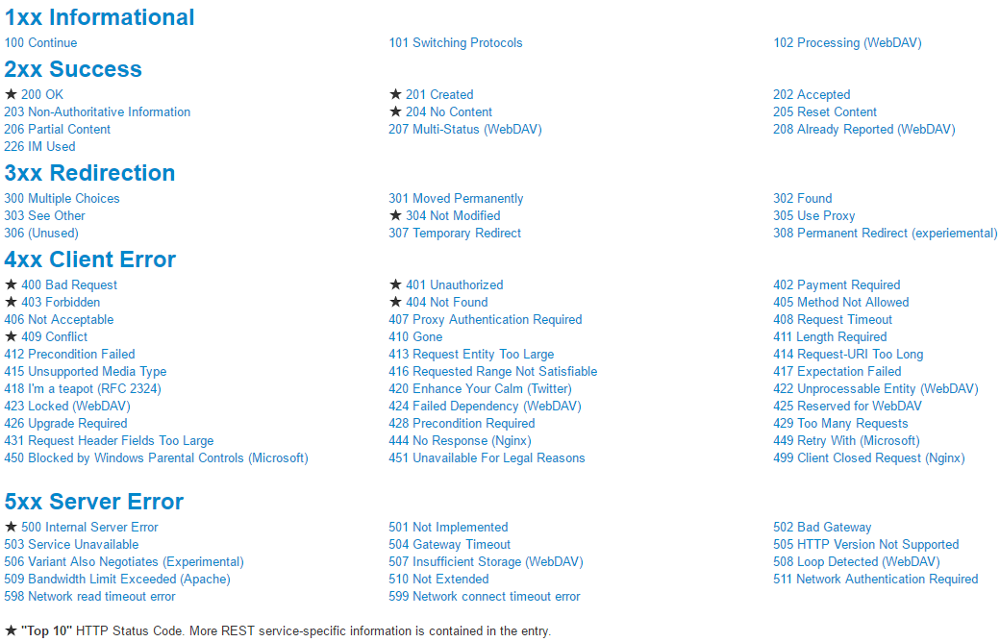 1xx Informational
100 Continue 101 Switching Protocols 102 Processing (WebDAV)
2xx Success
★ 200 OK ★ 201 Created 202 Accepted
203 Non-Authoritative Information ★ 204 No Content 205 Reset Content
206 Partial Content 207 Multi-Status (WebDAV) 208 Already Reported (WebDAV)
226 IM Used
3xx Redirection
300 Multiple Choices 301 Moved Permanently 302 Found
303 See Other ★ 304 Not Modified 305 Use Proxy
306 (Unused) 307 Temporary Redirect 308 Permanent Redirect (experiemental)
4xx Client Error
★ 400 Bad Request ★ 401 Unauthorized 402 Payment Required
★ 403 Forbidden ★ 404 Not Found 405 Method Not Allowed
406 Not Acceptable 407 Proxy Authentication Required 408 Request Timeout
★ 409 Conflict 410 Gone 411 Length Required
412 Precondition Failed 413 Request Entity Too Large 414 Request-URI Too Long
415 Unsupported Media Type 416 Requested Range Not Satisfiable 417 Expectation Failed
418 I'm a teapot (RFC 2324) 420 Enhance Your Calm (Twitter) 422 Unprocessable Entity (WebDAV)
423 Locked (WebDAV) 424 Failed Dependency (WebDAV) 425 Reserved for WebDAV
426 Upgrade Required 428 Precondition Required 429 Too Many Requests
431 Request Header Fields Too Large 444 No Response (Nginx) 449 Retry With (Microsoft)
450 Blocked by Windows Parental Controls (Microsoft) 451 Unavailable For Legal Reasons 499 Client Closed Request (Nginx)
5xx Server Error
★ 500 Internal Server Error 501 Not Implemented 502 Bad Gateway
503 Service Unavailable 504 Gateway Timeout 505 HTTP Version Not Supported
506 Variant Also Negotiates (Experimental) 507 Insufficient Storage (WebDAV) 508 Loop Detected (WebDAV)
509 Bandwidth Limit Exceeded (Apache) 510 Not Extended 511 Network Authentication Required
598 Network read timeout error 599 Network connect timeout error
★ "Top 10" HTTP Status Code. More REST service-specific information is contained in the entry.